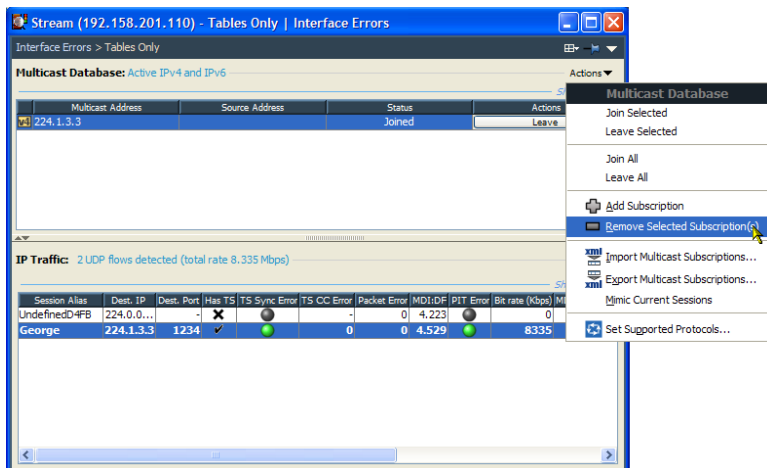 Stream (192.158.201.110) - Tables Only | Interface Errors
Interface Errors > Tables Only
Multicast Database: Active IPv4 and IPv6
Actions
Multicast Address Source Address Status Actions
v4 224.1.3.3 Joined Leave
Multicast Database
Join Selected
Leave Selected
Join All
Leave All
Add Subscription
Remove Selected Subscription(s)
xml Import Multicast Subscriptions...
xml Export Multicast Subscriptions...
Mimic Current Sessions
Set Supported Protocols...
IP Traffic: 2 UDP flows detected (total rate 8.335 Mbps)
Session Alias Dest. IP Dest. Port Has TS TS Sync Error TS CC Error Packet Error MDI:DF PIT Error Bit rate (Kbps)
UndefinedD4FB 224.0.0... - - 0 4.223 0
George 224.1.3.3 1234 0 0 4.529 8335